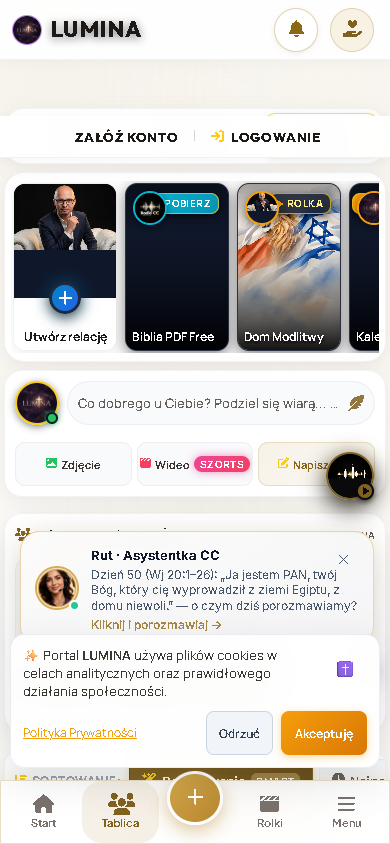 LUMINA
ZAŁÓŻ KONTO
LOGOWANIE
POBIERZ
ROLKA
Utwórz relację
Biblia PDF Free
Dom Modlitwy
Kale
Co dobrego u Ciebie? Podziel się wiarą... ...
Zdjęcie
Wideo SZORTS
Napisz
Rut · Asystentka CC
Dzień 50 (Wj 20:1–26): „Ja jestem PAN, twój
Bóg, który cię wyprowadził z ziemi Egiptu, z
domu niewoli.” — o czym dziś porozmawiamy?
Kliknij i porozmawiaj →
Portal LUMINA używa plików cookies w
celach analitycznych oraz prawidłowego
działania społeczności.
Polityka Prywatności
Odrzuć
Akceptuję
SORTOWANIE:
Start
Tablica
Rolki
Menu